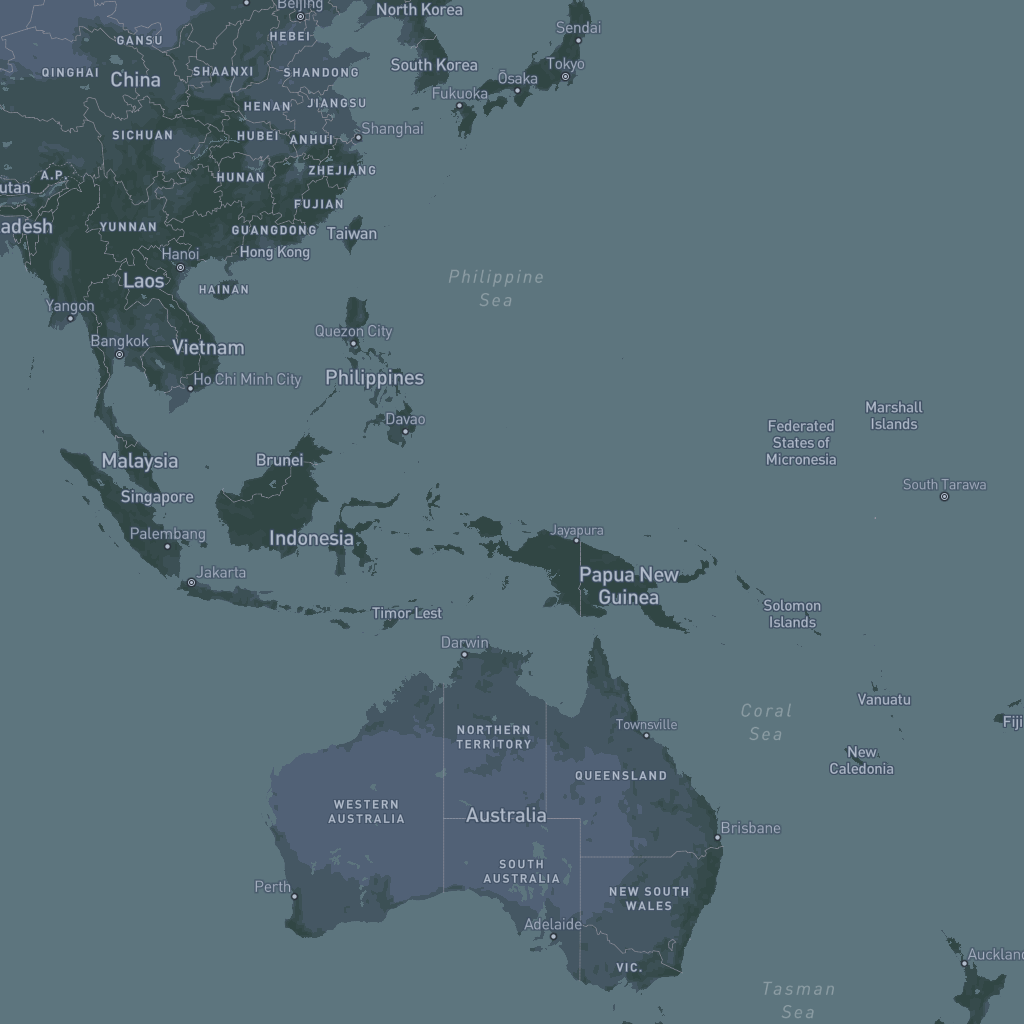 Beijing
North Korea
Sendai
GANSU
HEBEI
QINGHAI
China
SHAANXI
SHANDONG
South Korea
Tokyo
Ōsaka
Fukuoka
HENAN
JIANGSU
SICHUAN
HUBEI
ANHUI
Shanghai
A.P.
utan
HUNAN
ZHEJIANG
FUJIAN
adesh
YUNNAN
GUANGDONG
Taiwan
Hanoi
Hong Kong
Laos
HAINAN
Philippine
Sea
Yangon
Bangkok
Vietnam
Quezon City
Ho Chi Minh City
Philippines
Davao
Marshall
Islands
Federated
States of
Micronesia
Malaysia
Brunei
Singapore
South Tarawa
Palembang
Indonesia
Jayapura
Jakarta
Papua New
Guinea
Timor Lest
Solomon
Islands
Darwin
Vanuatu
Coral
Sea
Fiji
Townsville
NORTHERN
TERRITORY
New
Caledonia
QUEENSLAND
WESTERN
AUSTRALIA
Australia
Brisbane
SOUTH
AUSTRALIA
Perth
NEW SOUTH
WALES
Adelaide
VIC.
Auckland
Tasman
Sea